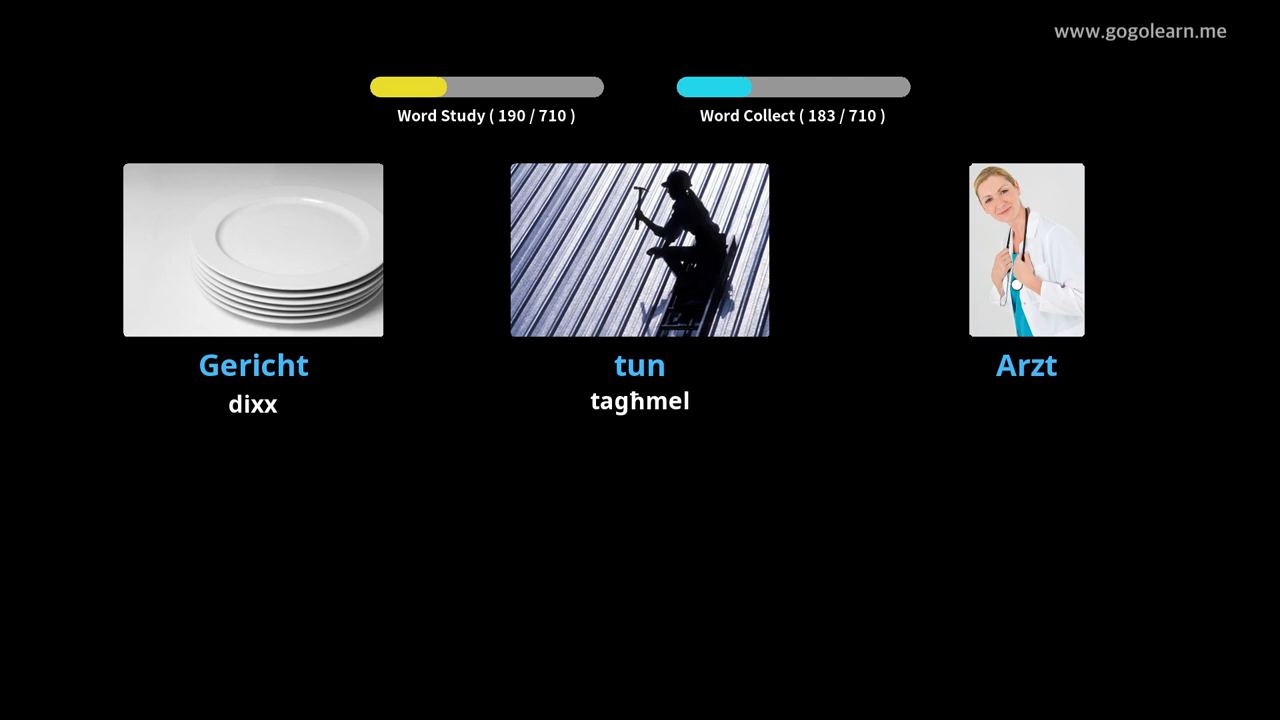 www.gogolearn.me
Word Study ( 190 / 710 )
Word Collect ( 183 / 710 )
Gericht
tun
Arzt
dixx
tagħmel